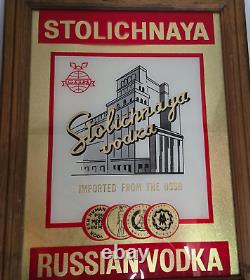 STOLICHNAYA
Stolichnaya
vodka
IMPORTED FROM THE USSR
RUSSIAN VODKA